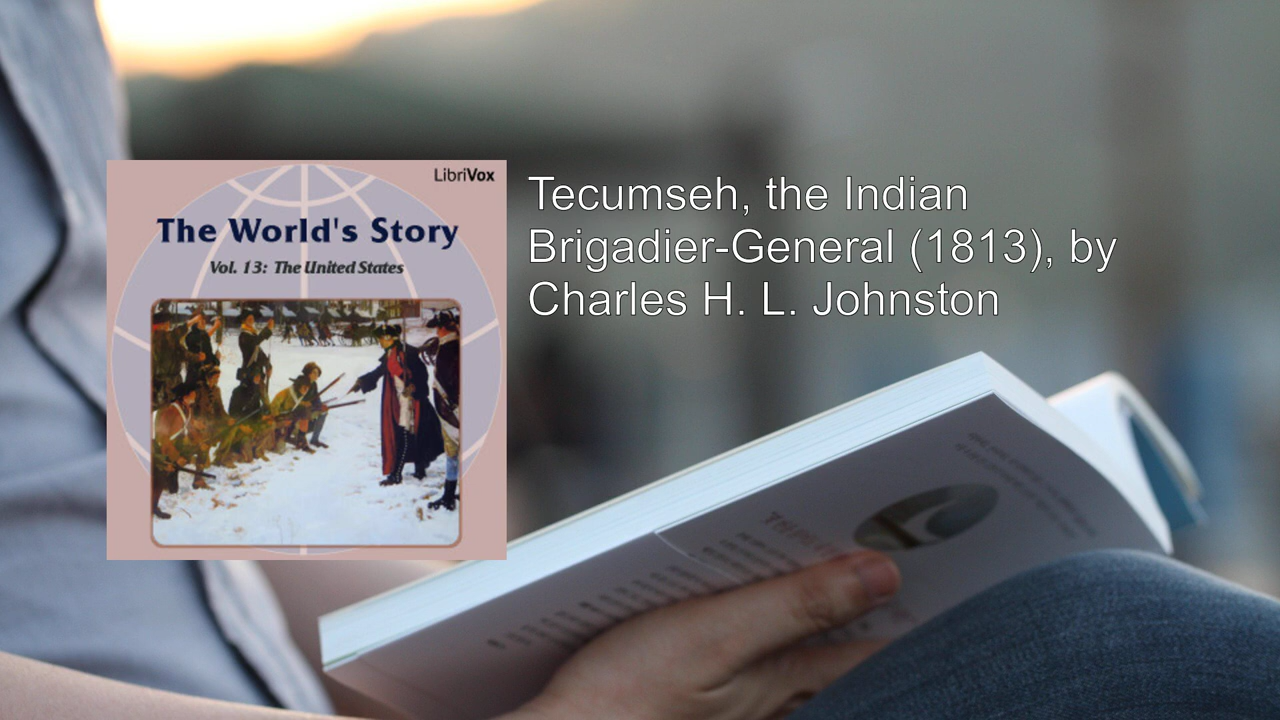 LibriVox
The World's Story
Vol. 13: The United States
Tecumseh, the Indian
Brigadier-General (1813), by
Charles H. L. Johnston